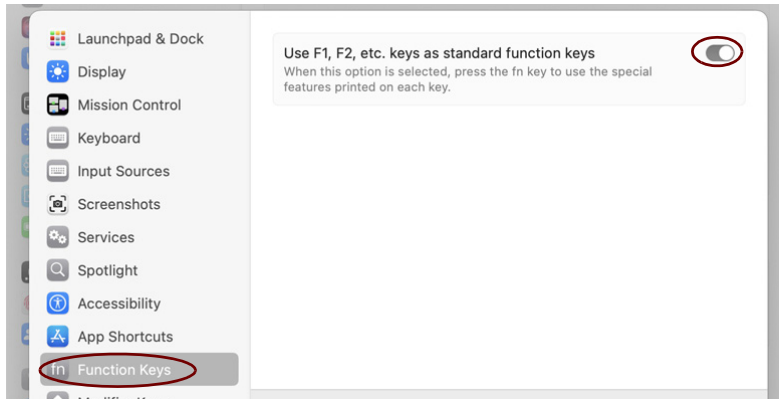 Launchpad & Dock
Display
Mission Control
Keyboard
Input Sources
Screenshots
Services
Spotlight
Accessibility
App Shortcuts
fn Function Keys
Use F1, F2, etc. keys as standard function keys
When this option is selected, press the fn key to use the special
features printed on each key.